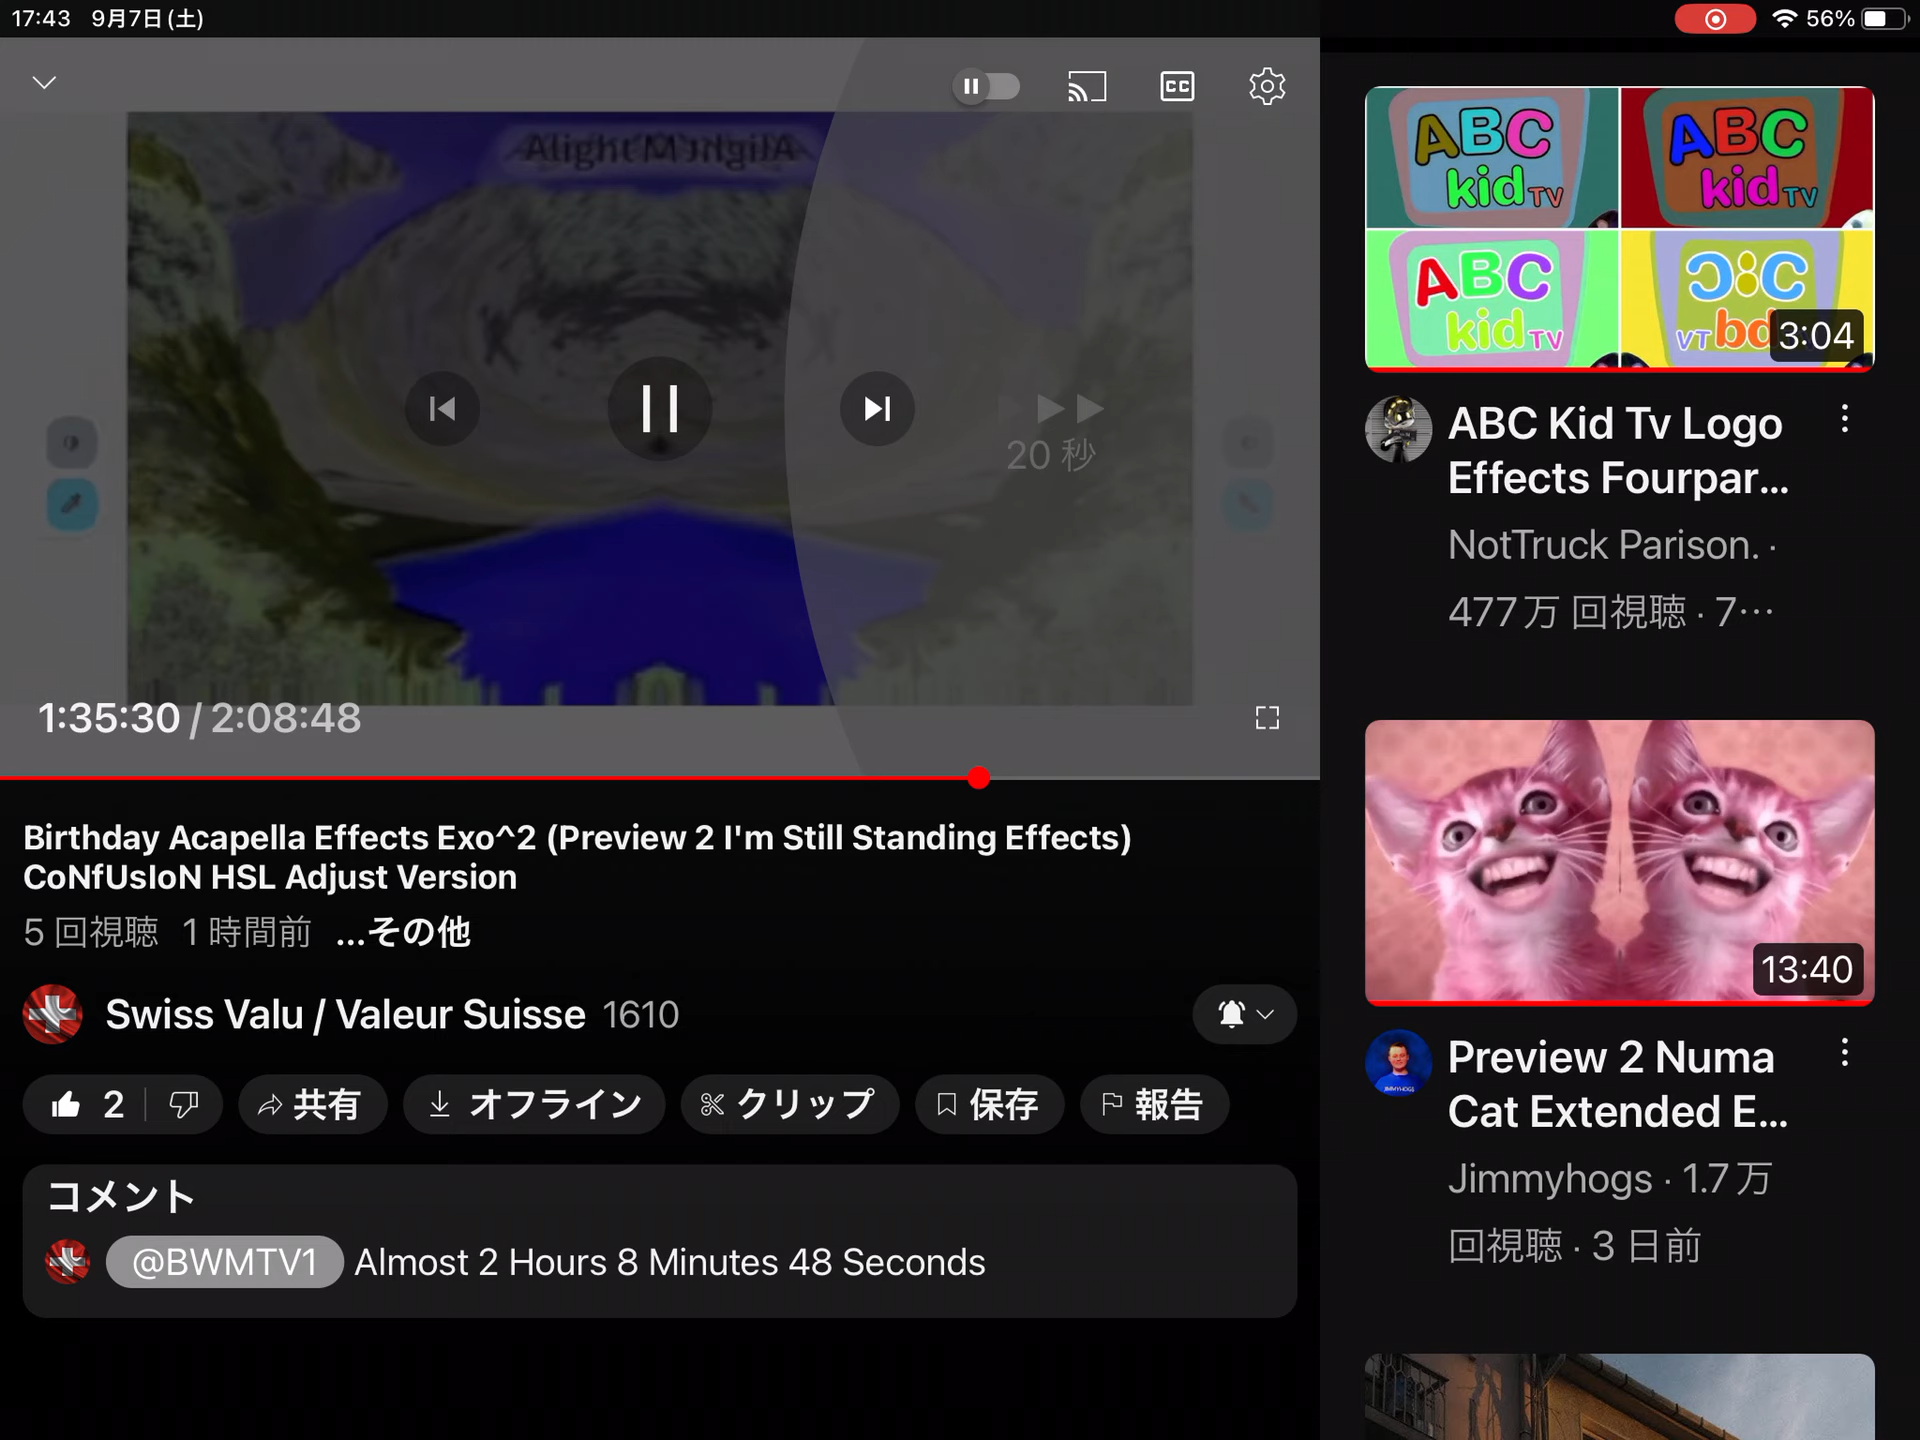 17:43 9月7日(土)
56%
Alight M
20 秒
1:35:30 / 2:08:48
Birthday Acapella Effects Exo^2 (Preview 2 I'm Still Standing Effects)
CoNfUsIoN HSL Adjust Version
5 回視聴 1 時間前 ...その他
Swiss Valu / Valeur Suisse 1610
2 共有 オフライン クリップ 保存 報告
コメント
@BWMTV1 Almost 2 Hours 8 Minutes 48 Seconds
ABC
kid TV
ABC
kid TV
ABC
kid TV
3:04
ABC Kid Tv Logo
Effects Fourpar...
NotTruck Parison. ·
477万 回視聴 · 7…
13:40
JIMMYHOGS
Preview 2 Numa
Cat Extended E...
Jimmyhogs · 1.7万
回視聴 · 3 日前